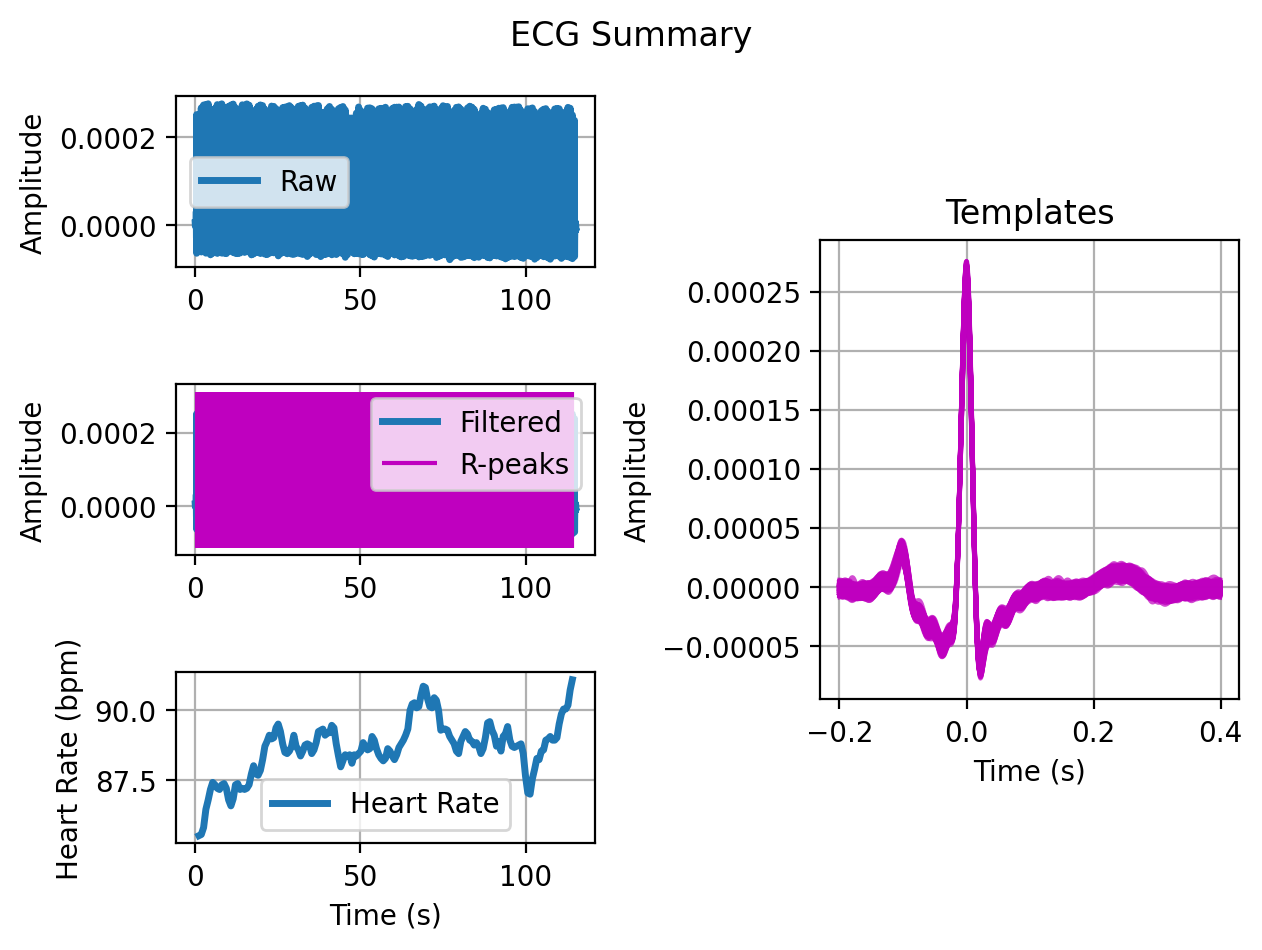 ECG Summary
Amplitude
0.0002
0.0000
Raw
0 50 100
Amplitude
0.0002
0.0000
Filtered
R-peaks
0 50 100
Heart Rate (bpm)
90.0
87.5
Heart Rate
0 50 100
Time (s)
Templates
Amplitude
0.00025
0.00020
0.00015
0.00010
0.00005
0.00000
−0.00005
−0.2 0.0 0.2 0.4
Time (s)